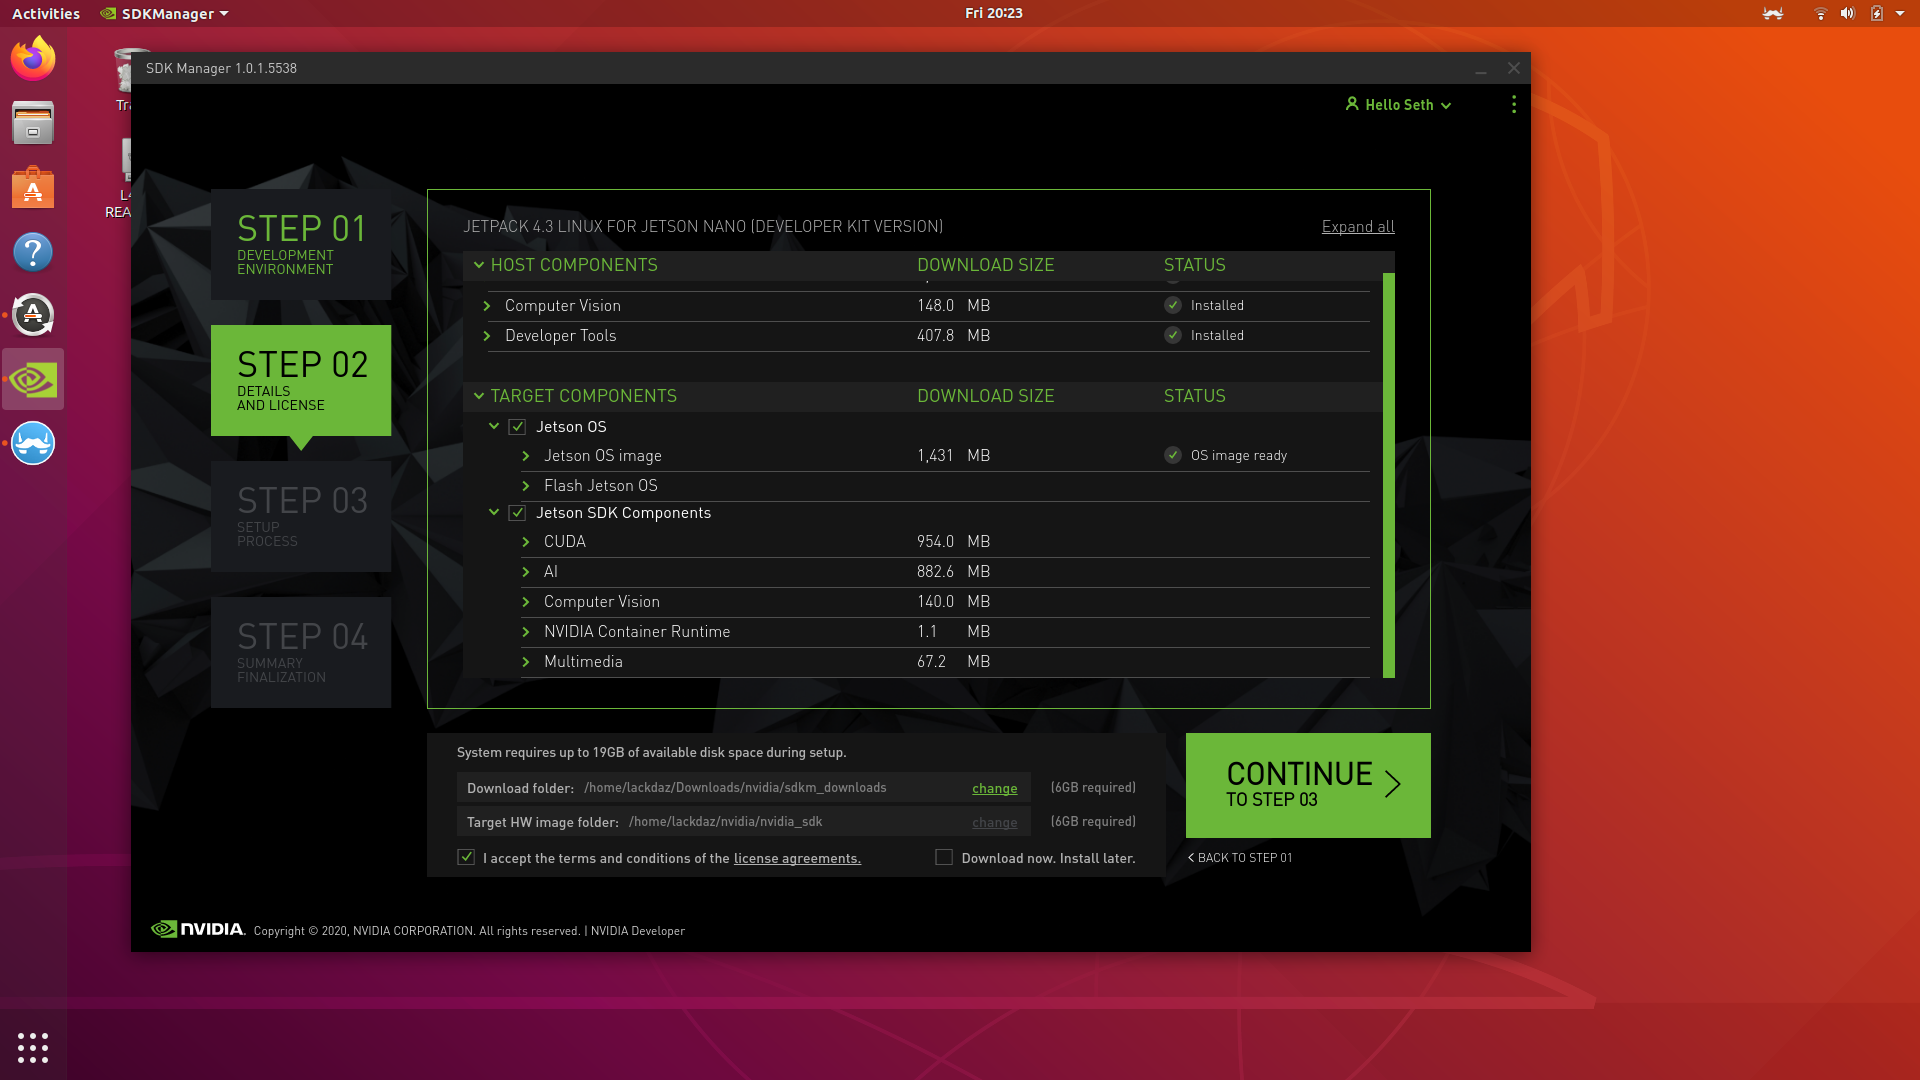 Activities
SDKManager
Fri 20:23
SDK Manager 1.0.1.5538
Hello Seth
STEP 01
DEVELOPMENT
ENVIRONMENT
STEP 02
DETAILS
AND LICENSE
STEP 03
SETUP
PROCESS
STEP 04
SUMMARY
FINALIZATION
JETPACK 4.3 LINUX FOR JETSON NANO (DEVELOPER KIT VERSION)
Expand all
HOST COMPONENTS DOWNLOAD SIZE STATUS
Computer Vision 148.0 MB Installed
Developer Tools 407.8 MB Installed
TARGET COMPONENTS DOWNLOAD SIZE STATUS
Jetson OS
Jetson OS image 1,431 MB OS image ready
Flash Jetson OS
Jetson SDK Components
CUDA 954.0 MB
AI 882.6 MB
Computer Vision 140.0 MB
NVIDIA Container Runtime 1.1 MB
Multimedia 67.2 MB
System requires up to 19GB of available disk space during setup.
Download folder: /home/lackdaz/Downloads/nvidia/sdkm_downloads change (6GB required)
Target HW image folder: /home/lackdaz/nvidia/nvidia_sdk change (6GB required)
I accept the terms and conditions of the license agreements.
Download now. Install later.
CONTINUE
TO STEP 03
BACK TO STEP 01
NVIDIA. Copyright © 2020, NVIDIA CORPORATION. All rights reserved. | NVIDIA Developer